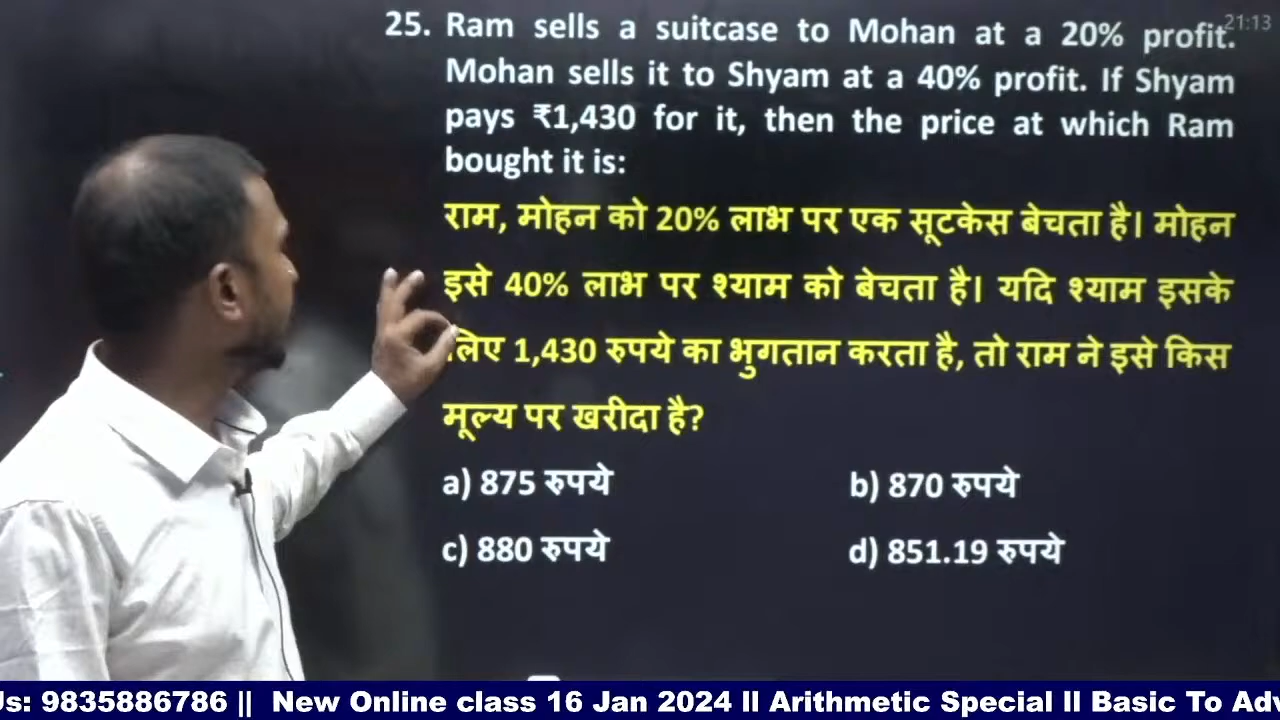 21:13
25. Ram sells a suitcase to Mohan at a 20% profit.
Mohan sells it to Shyam at a 40% profit. If Shyam
pays ₹1,430 for it, then the price at which Ram
bought it is:
राम, मोहन को 20% लाभ पर एक सूटकेस बेचता है। मोहन
इसे 40% लाभ पर श्याम को बेचता है। यदि श्याम इसके
लिए 1,430 रुपये का भुगतान करता है, तो राम ने इसे किस
मूल्य पर खरीदा है?
a) 875 रुपये b) 870 रुपये
c) 880 रुपये d) 851.19 रुपये
Us: 9835886786 || New Online class 16 Jan 2024 ll Arithmetic Special ll Basic To Adv